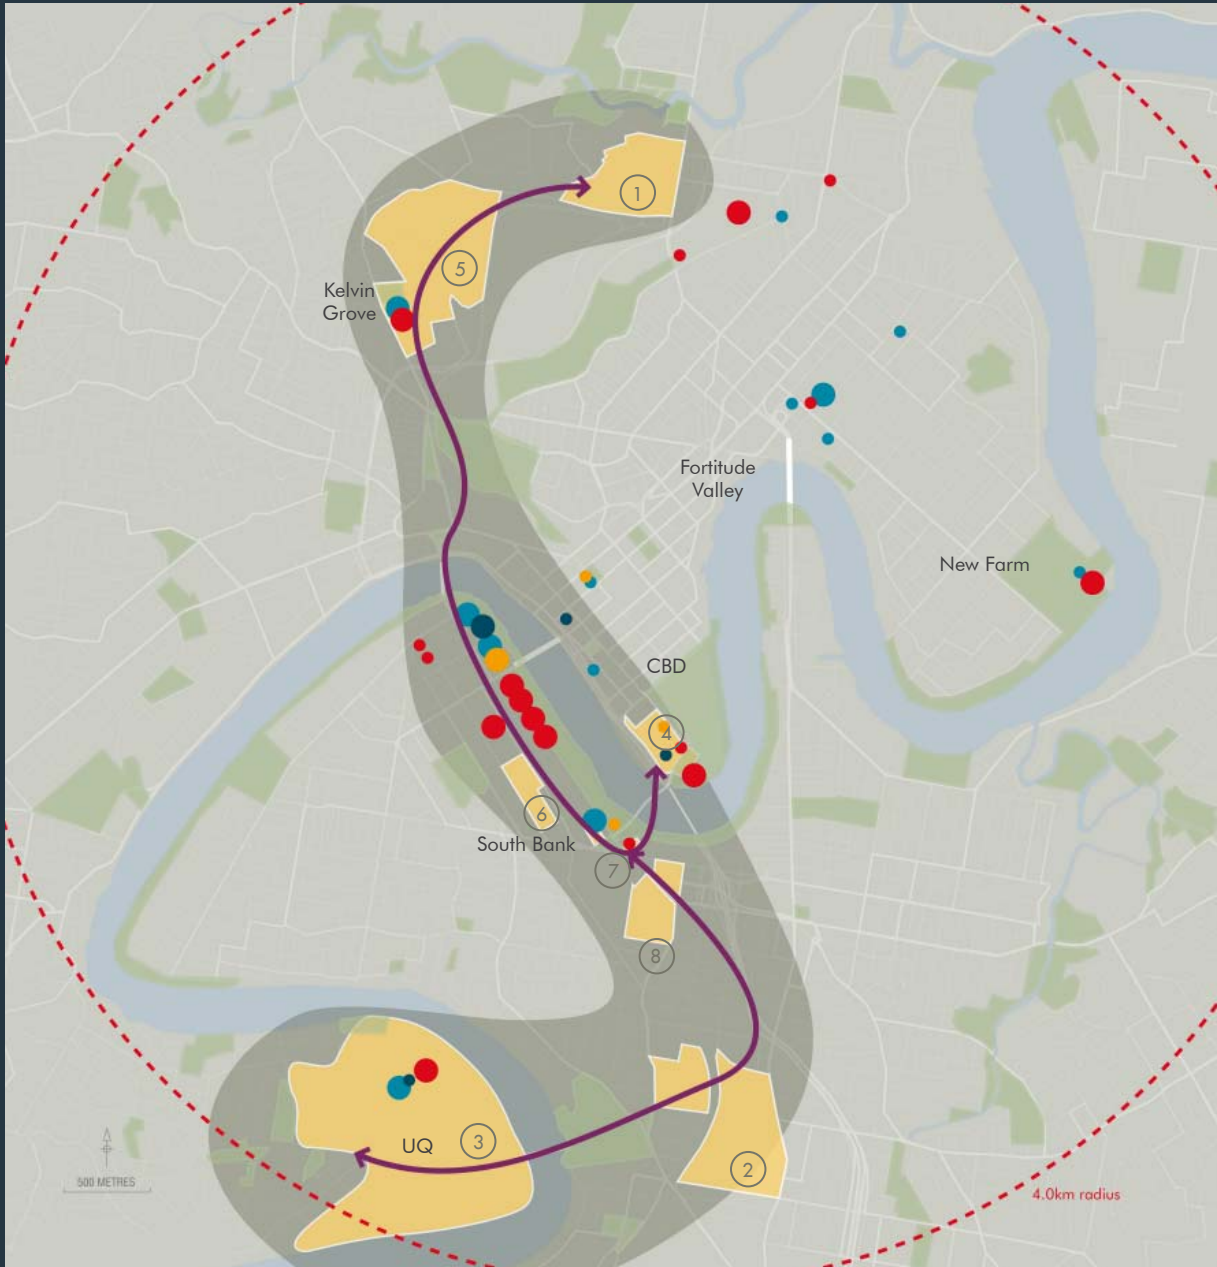 1
5
Kelvin
Grove
Fortitude
Valley
New Farm
CBD
4
6
South Bank
7
8
UQ
3
2
500 METRES
4.0km radius